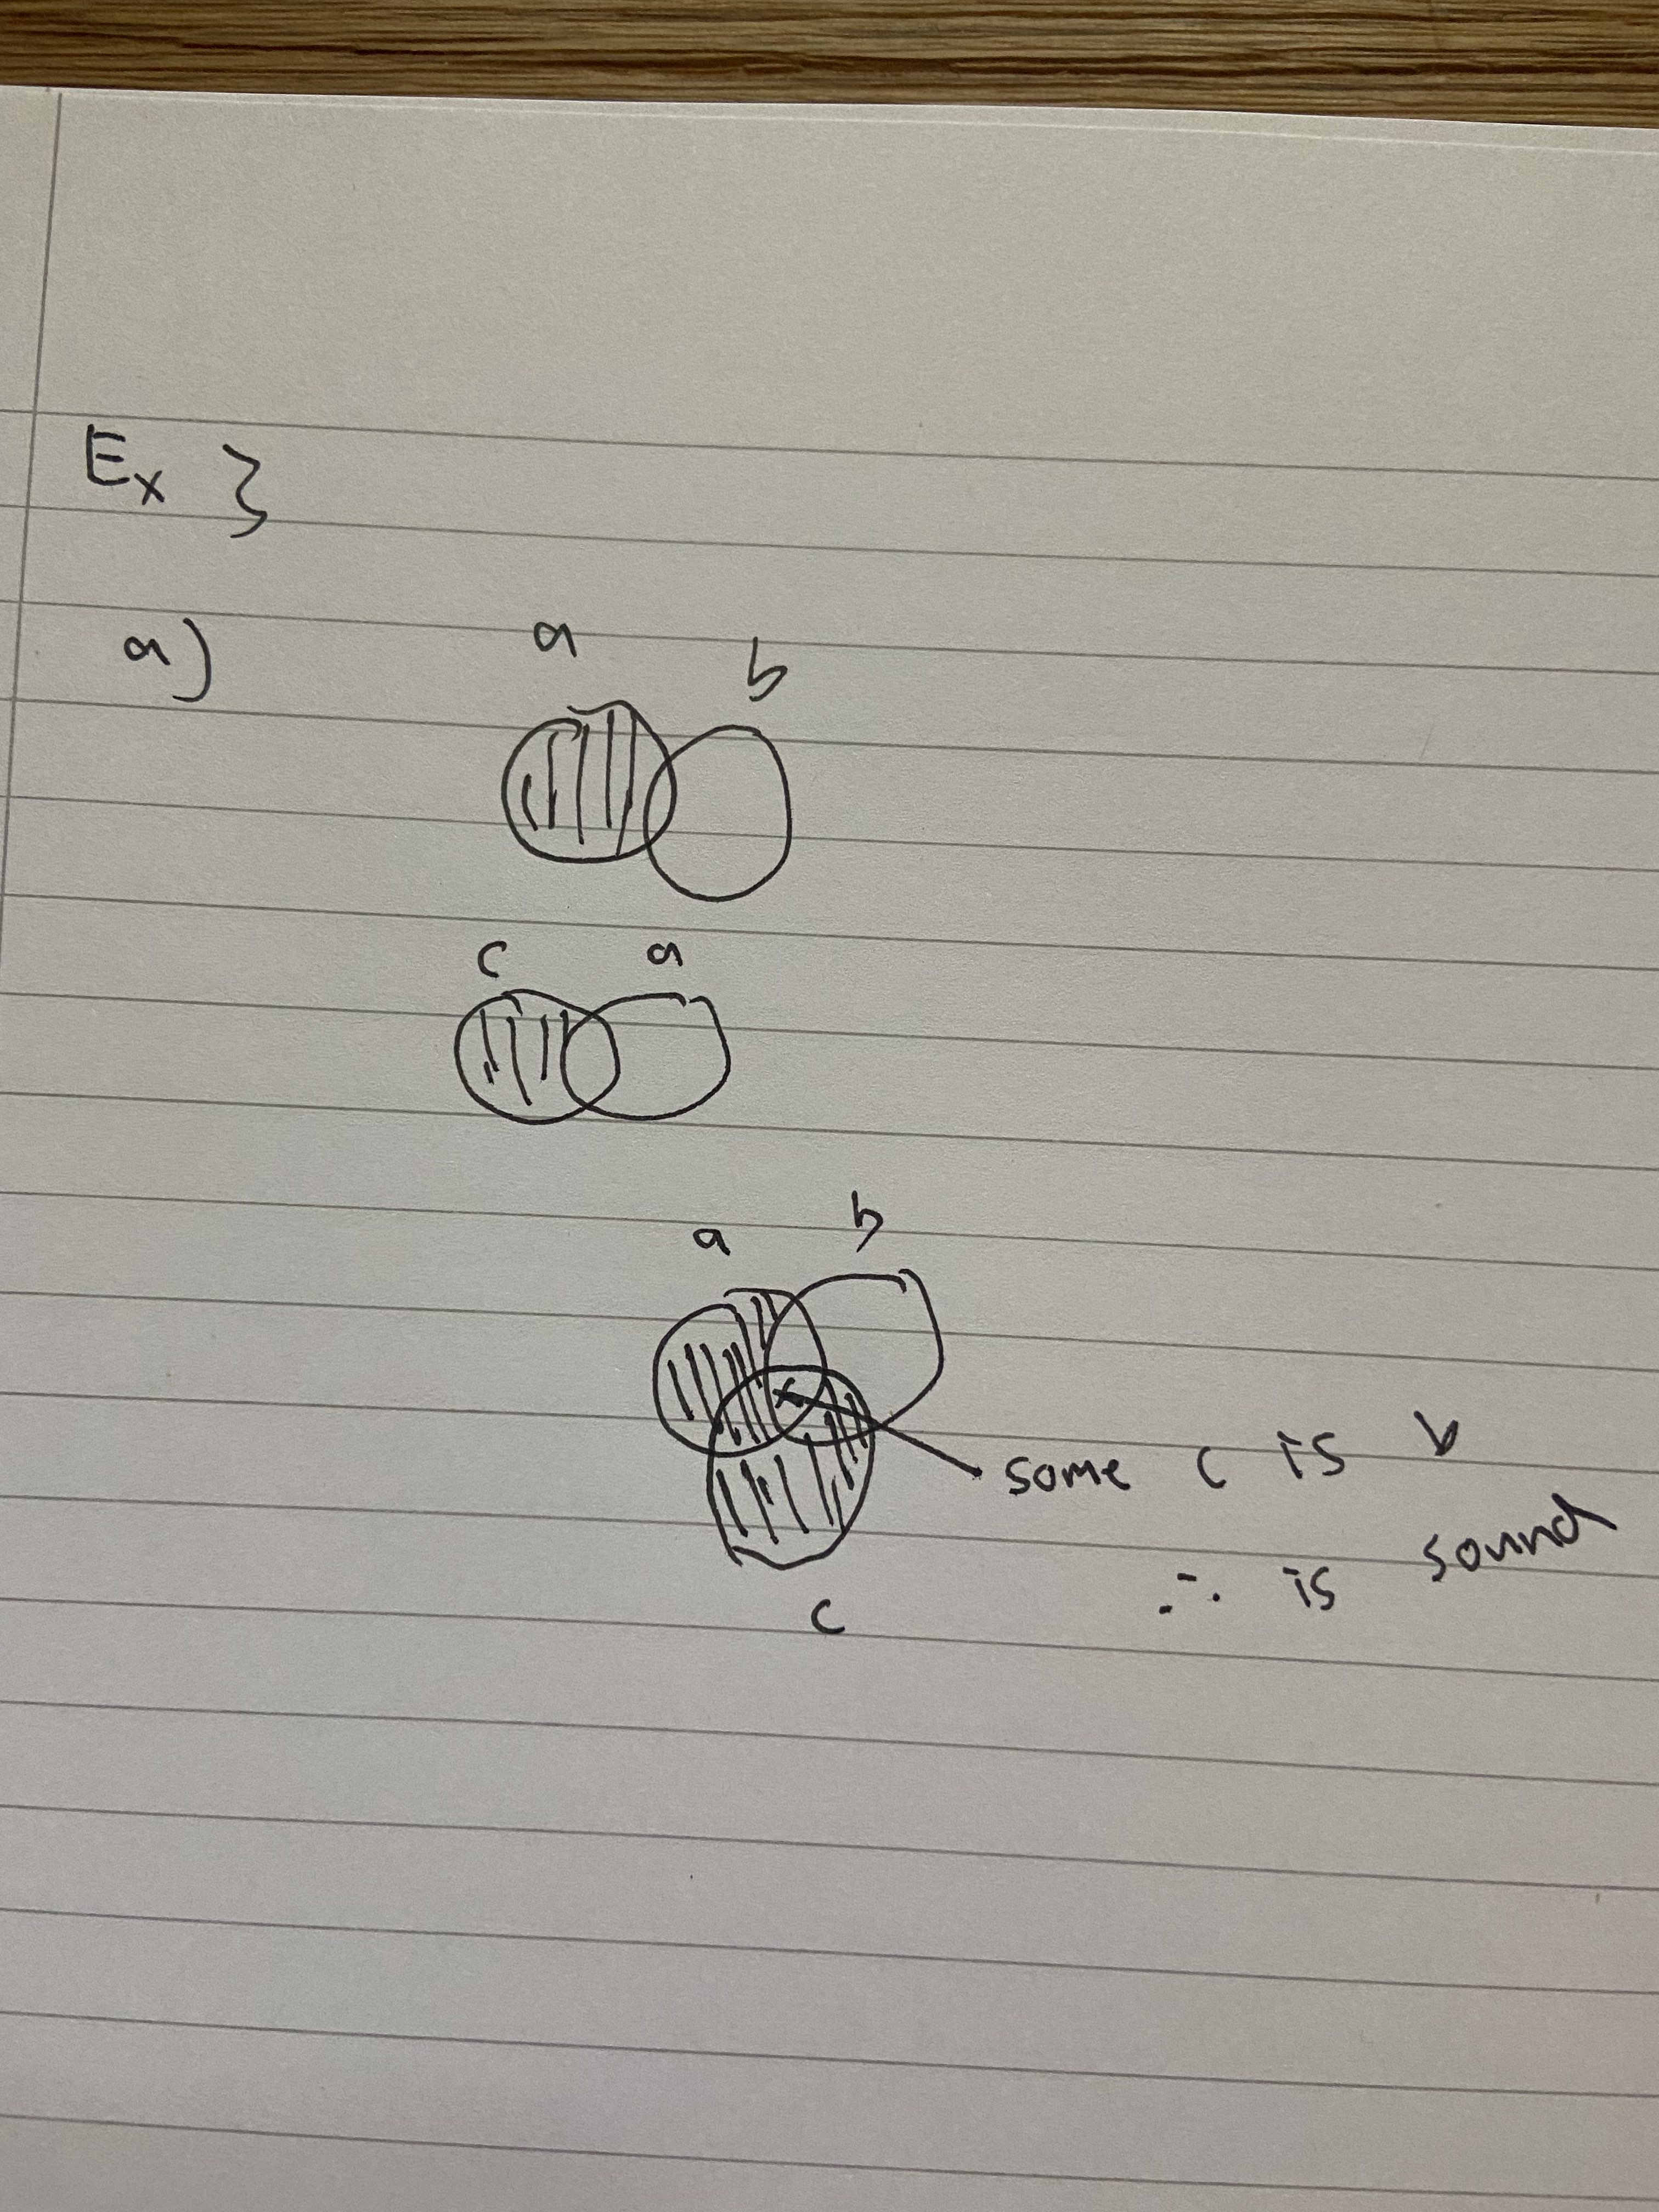 Ex 3
a)
a b
c a
a b
some c is b
∴ is sound
c